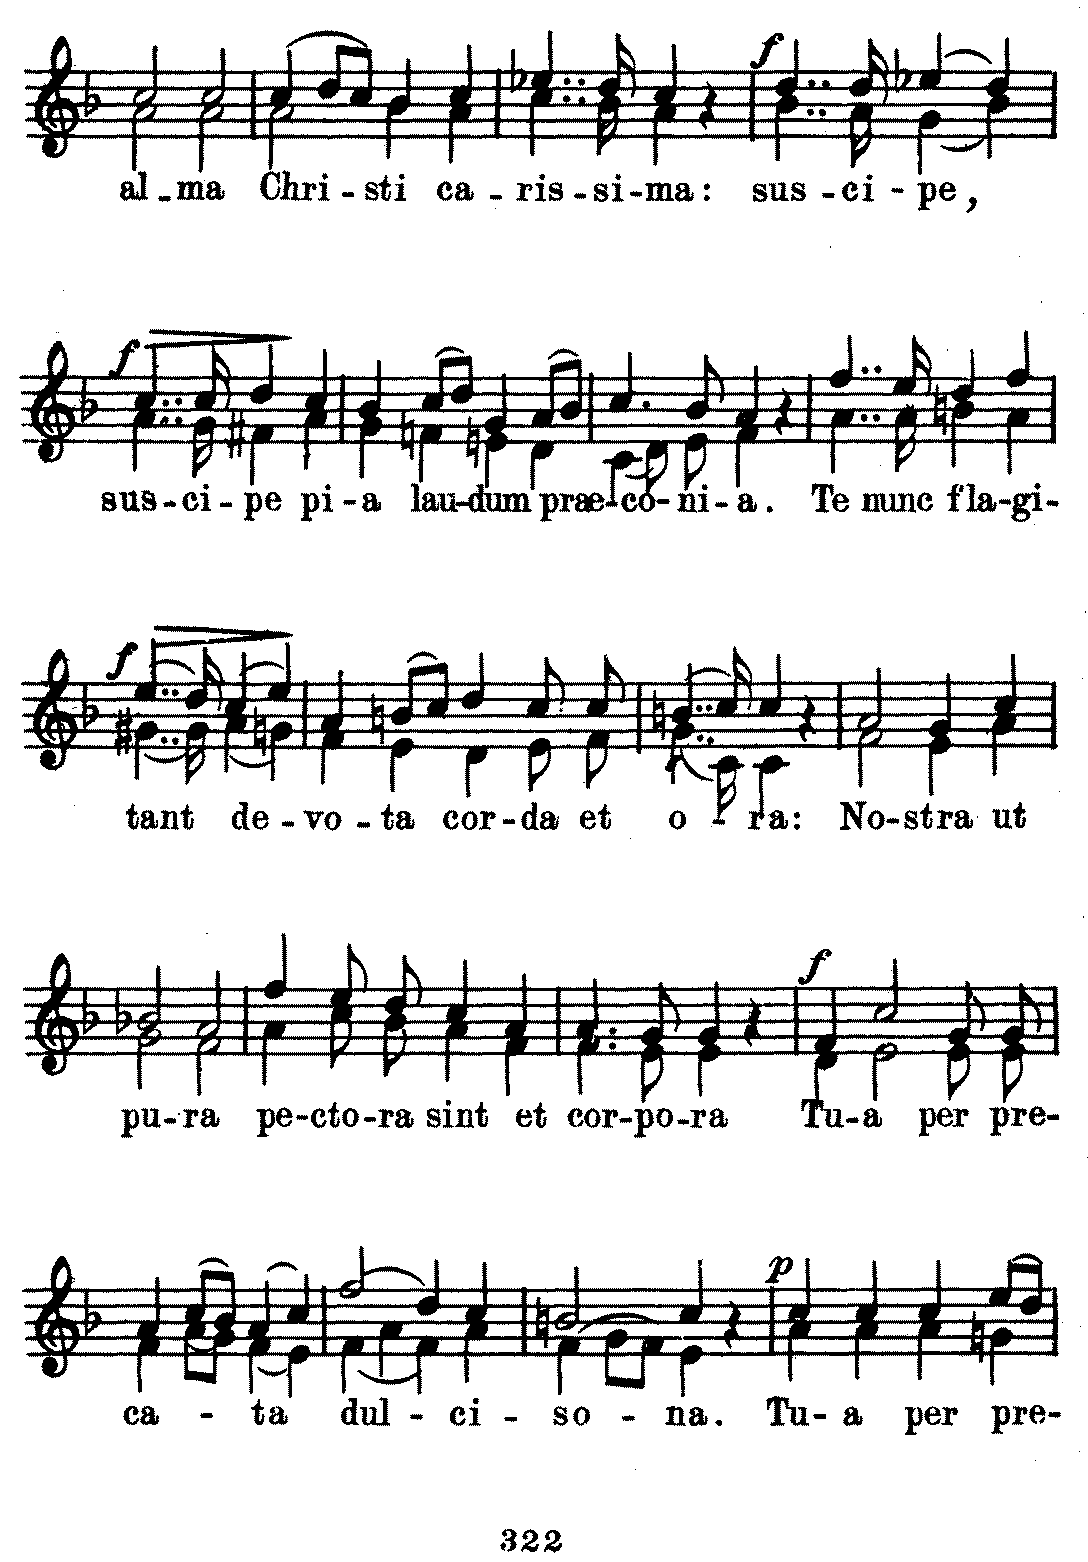 f
al-ma Christi ca-ris-si-ma: sus-ci-pe,
f
sus-ci-pe pi-a lau-dum præ-co-ni-a. Te nunc fla-gi-
f
tant de-vo-ta cor-da et o-ra: No-stra ut
f
pu-ra pe-cto-ra sint et cor-po-ra Tu-a per pre-
p
ca-ta dul-ci-so-na. Tu-a per pre-
322